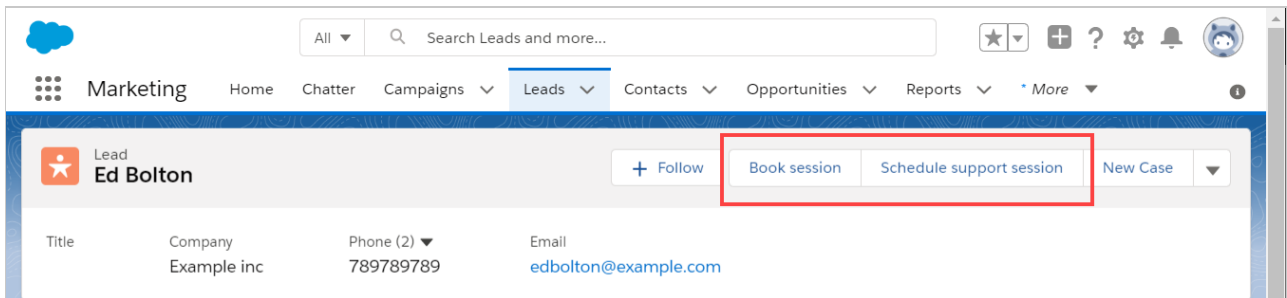 All Search Leads and more...
Marketing Home Chatter Campaigns Leads Contacts Opportunities Reports * More
Lead
Ed Bolton
+ Follow Book session Schedule support session New Case
Title Company Phone (2) Email
Example inc 789789789 edbolton@example.com